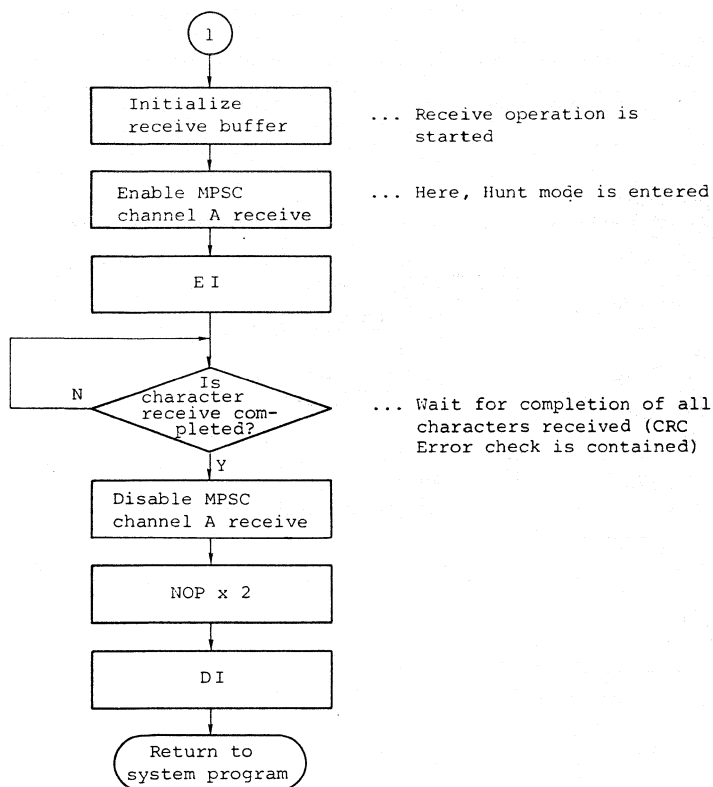 1
Initialize
receive buffer
... Receive operation is
started
Enable MPSC
channel A receive
... Here, Hunt mode is entered
EI
N
Is
character
receive com-
pleted?
... Wait for completion of all
characters received (CRC
Error check is contained)
Y
Disable MPSC
channel A receive
NOP x 2
DI
Return to
system program